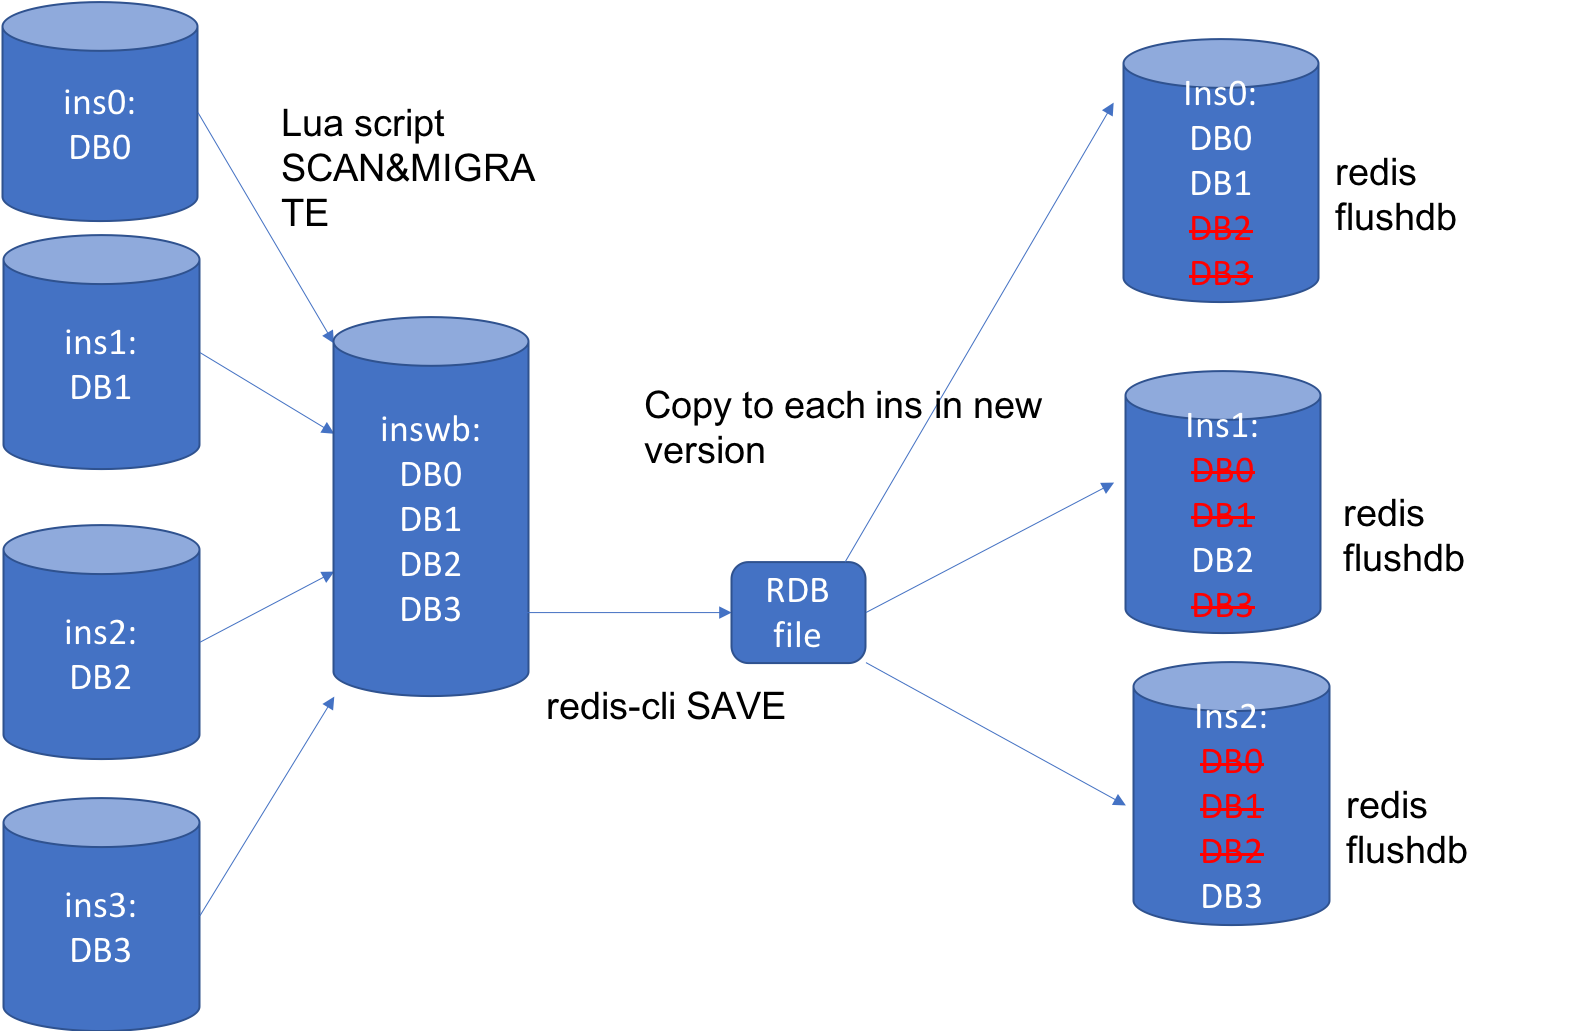 ins0:
DB0
Lua script
SCAN&MIGRA
TE
ins1:
DB1
ins2:
DB2
ins3:
DB3
inswb:
DB0
DB1
DB2
DB3
redis-cli SAVE
RDB
file
Copy to each ins in new
version
Ins0:
DB0
DB1
DB2
DB3
redis
flushdb
Ins1:
DB0
DB1
DB2
DB3
redis
flushdb
Ins2:
DB0
DB1
DB2
DB3
redis
flushdb